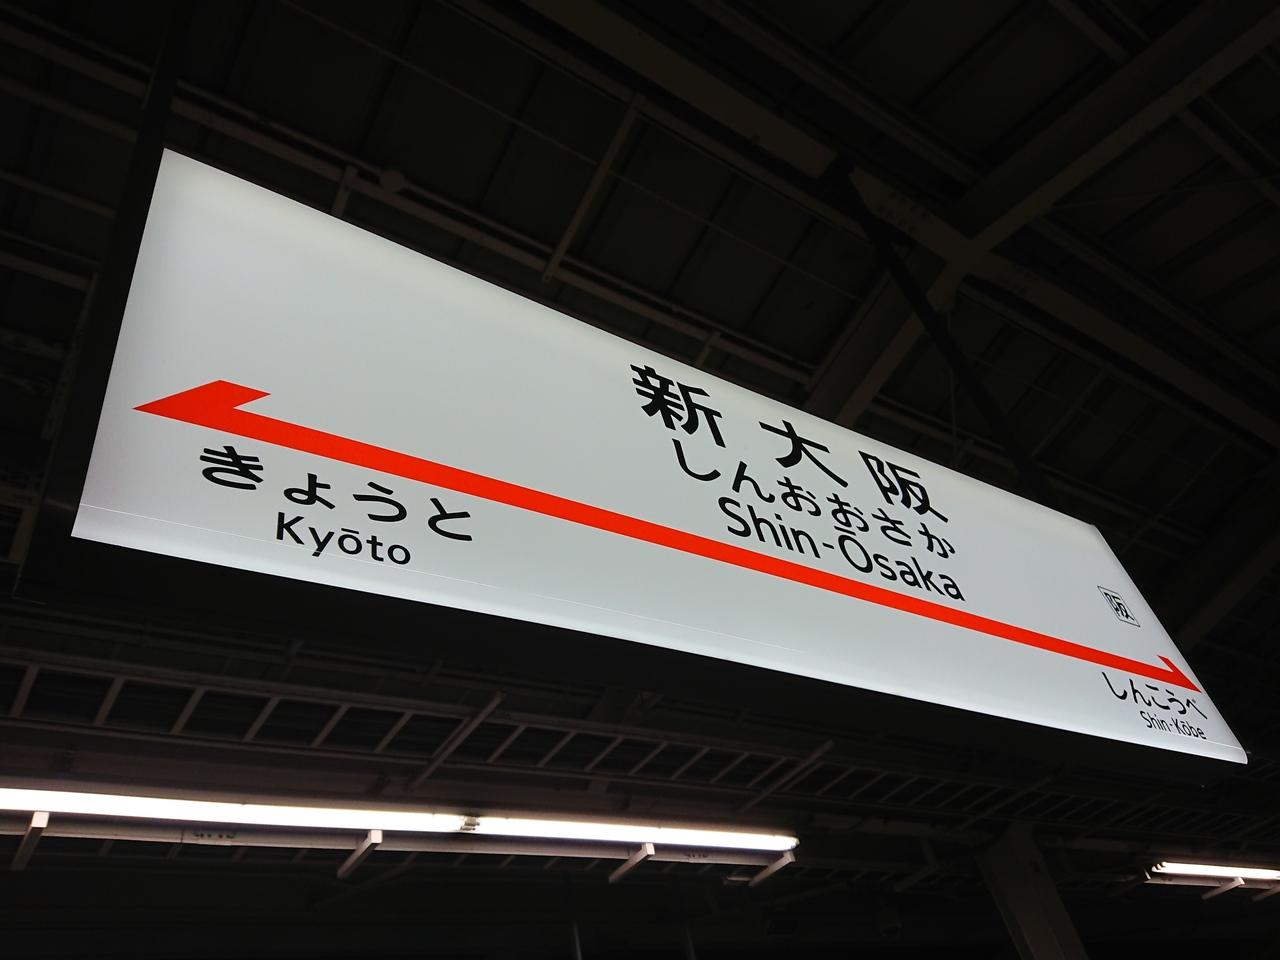 新大阪
しんおおさか
Shin-Osaka
阪
きょうと
Kyōto
しんこうべ
Shin-Kōbe